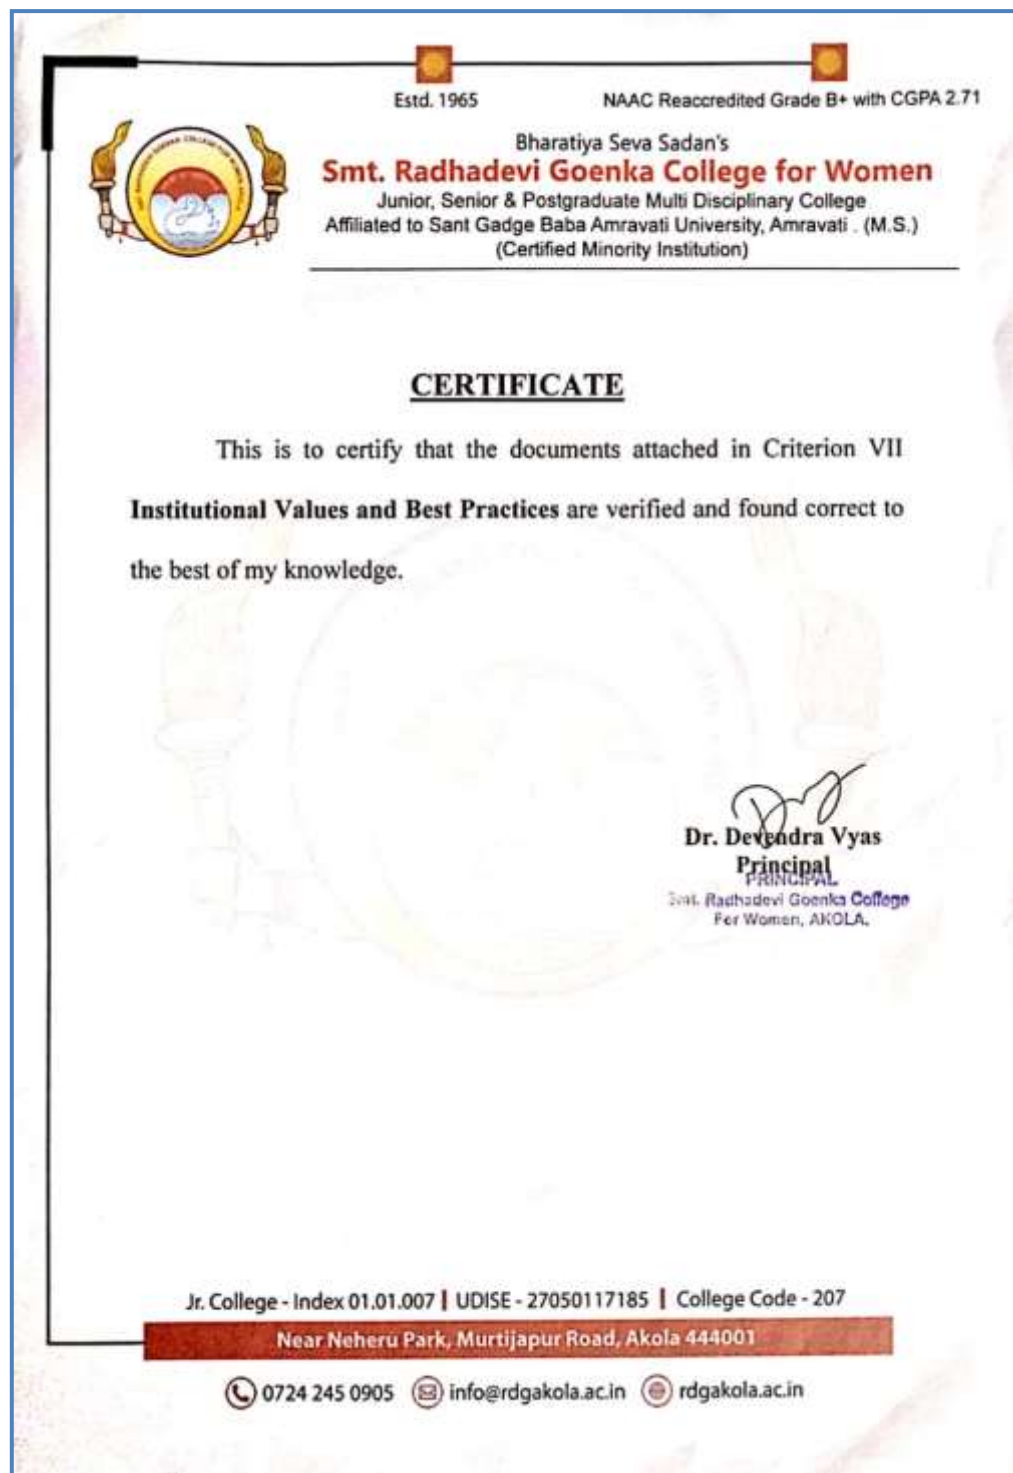 Estd. 1965
NAAC Reaccredited Grade B+ with CGPA 2.71
Bharatiya Seva Sadan's
Smt. Radhadevi Goenka College for Women
Junior, Senior & Postgraduate Multi Disciplinary College
Affiliated to Sant Gadge Baba Amravati University, Amravati . (M.S.)
(Certified Minority Institution)
CERTIFICATE
This is to certify that the documents attached in Criterion VII
Institutional Values and Best Practices are verified and found correct to
the best of my knowledge.
Dr. Devendra Vyas
Principal
PRINCIPAL
Smt. Radhadevi Goenka College
For Women, AKOLA.
Jr. College - Index 01.01.007 | UDISE - 27050117185 | College Code - 207
Near Neheru Park, Murtijapur Road, Akola 444001
0724 245 0905 info@rdgakola.ac.in rdgakola.ac.in